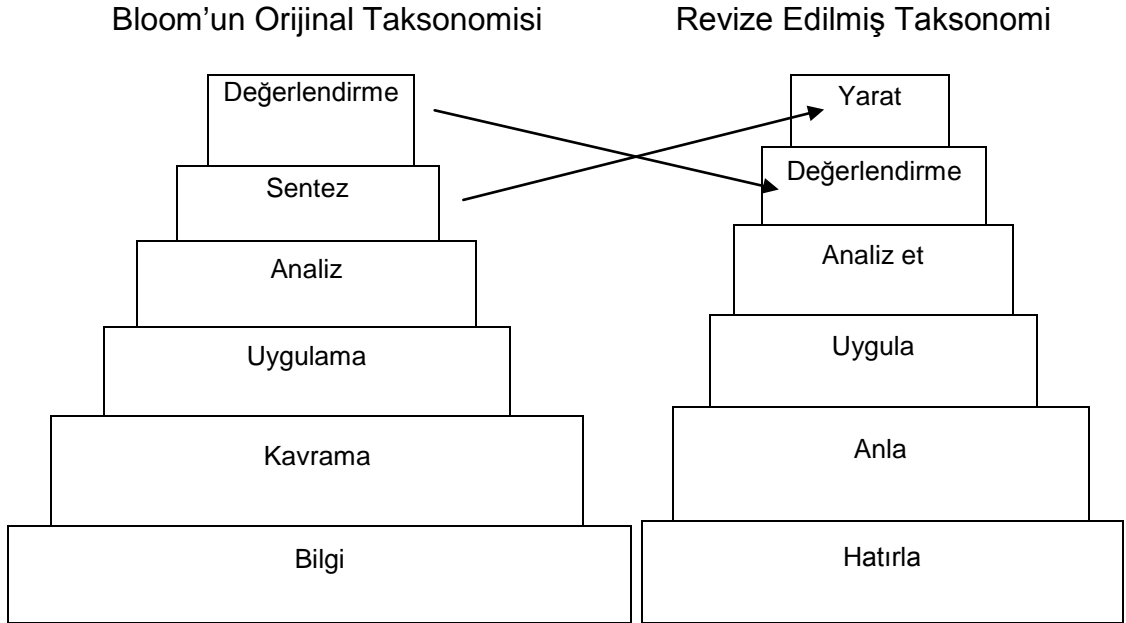 Bloom’un Orijinal Taksonomisi
Değerlendirme
Sentez
Analiz
Uygulama
Kavrama
Bilgi
Revize Edilmiş Taksonomi
Yarat
Değerlendirme
Analiz et
Uygula
Anla
Hatırla